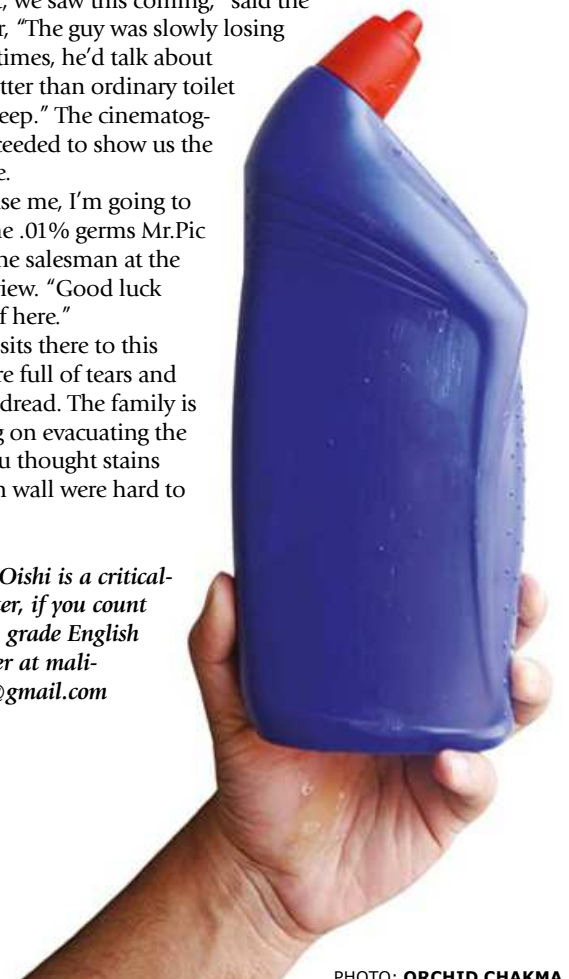 , we saw this coming," said the
r, "The guy was slowly losing
times, he'd talk about
tter than ordinary toilet
eep." The cinematog-
ceeded to show us the
e.
se me, I'm going to
ne .01% germs Mr.Pic
he salesman at the
view. "Good luck
f here."
sits there to this
re full of tears and
dread. The family is
g on evacuating the
u thought stains
n wall were hard to
Oishi is a critical-
ter, if you count
grade English
er at mali-
@gmail.com
PHOTO: ORCHID CHAKMA